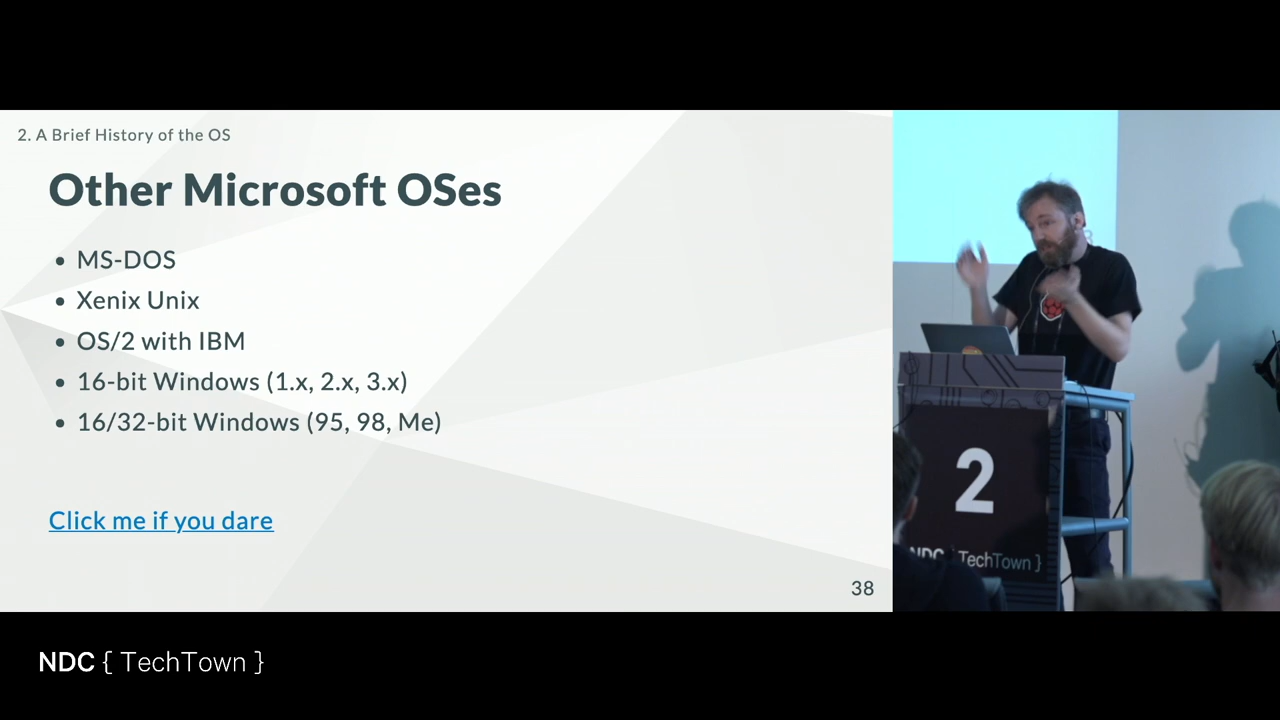 2. A Brief History of the OS
Other Microsoft OSes
• MS-DOS
• Xenix Unix
• OS/2 with IBM
• 16-bit Windows (1.x, 2.x, 3.x)
• 16/32-bit Windows (95, 98, Me)
Click me if you dare
38
2
NDC { TechTown }
NDC { TechTown }